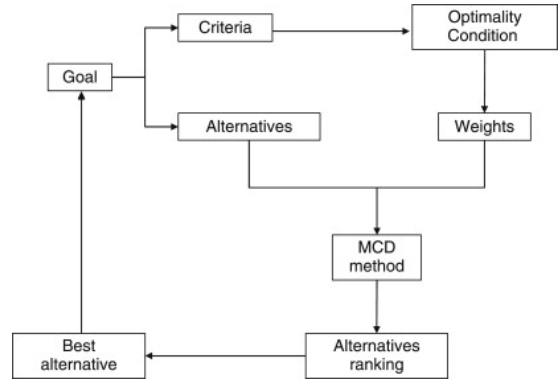 Criteria
Optimality
Condition
Goal
Alternatives
Weights
MCD
method
Best
alternative
Alternatives
ranking